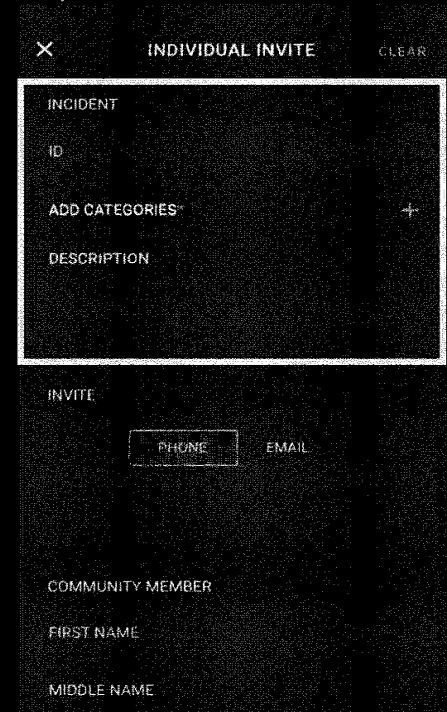 INDIVIDUAL INVITE CLEAR
INCIDENT
ID
ADD CATEGORIES*
DESCRIPTION
INVITE
PHONE EMAIL
COMMUNITY MEMBER
FIRST NAME
MIDDLE NAME